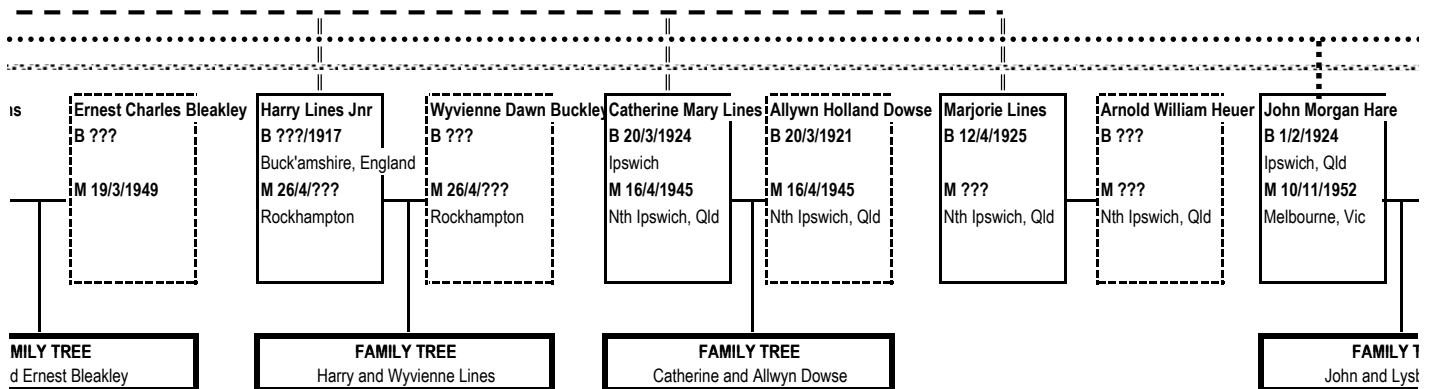 ns
Ernest Charles Bleakley
B ???
M 19/3/1949
Harry Lines Jnr
B ???/1917
Buck'amshire, England
M 26/4/???
Rockhampton
Wyvienne Dawn Buckley
B ???
M 26/4/???
Rockhampton
Catherine Mary Lines
B 20/3/1924
Ipswich
M 16/4/1945
Nth Ipswich, Qld
Allywn Holland Dowse
B 20/3/1921
M 16/4/1945
Nth Ipswich, Qld
Marjorie Lines
B 12/4/1925
M ???
Nth Ipswich, Qld
Arnold William Heuer
B ???
M ???
Nth Ipswich, Qld
John Morgan Hare
B 1/2/1924
Ipswich, Qld
M 10/11/1952
Melbourne, Vic
MILY TREE
d Ernest Bleakley
FAMILY TREE
Harry and Wyvienne Lines
FAMILY TREE
Catherine and Allwyn Dowse
FAMILY T
John and Lysb